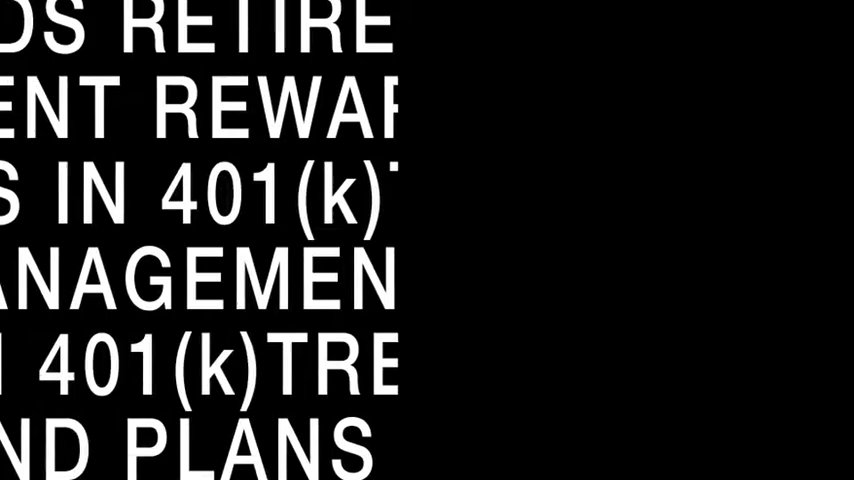 DS RETIRE
ENT REWAR
S IN 401(k)T
ANAGEMEN
401(k)TRE
ND PLANS